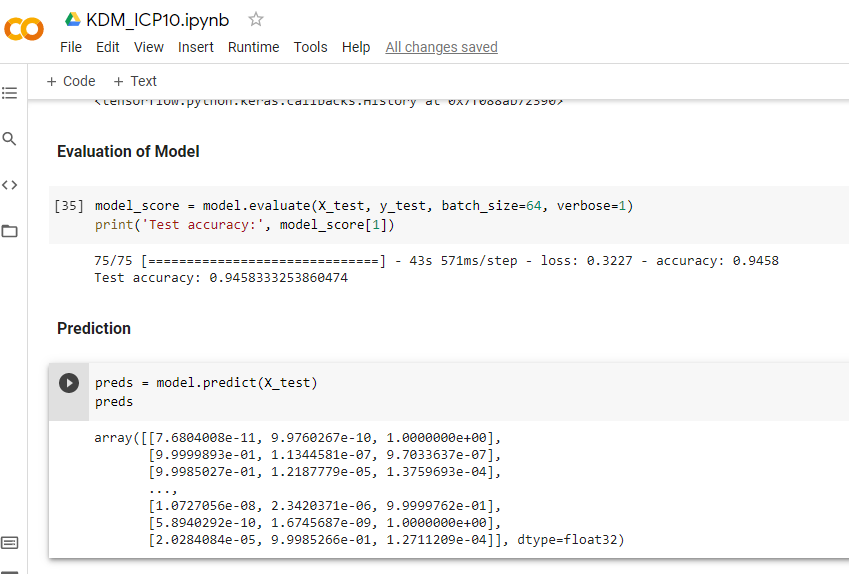 KDM_ICP10.ipynb
File Edit View Insert Runtime Tools Help All changes saved
+ Code + Text
<tensorflow.python.keras.callbacks.History at 0x7f088ab72390>
Evaluation of Model
[35] model_score = model.evaluate(X_test, y_test, batch_size=64, verbose=1)
print('Test accuracy:', model_score[1])
75/75 [==============================] - 43s 571ms/step - loss: 0.3227 - accuracy: 0.9458
Test accuracy: 0.9458333253860474
Prediction
preds = model.predict(X_test)
preds
array([[7.6804008e-11, 9.9760267e-10, 1.0000000e+00],
[9.9999893e-01, 1.1344581e-07, 9.7033637e-07],
[9.9985027e-01, 1.2187779e-05, 1.3759693e-04],
...,
[1.0727056e-08, 2.3420371e-06, 9.9999762e-01],
[5.8940292e-10, 1.6745687e-09, 1.0000000e+00],
[2.0284084e-05, 9.9985266e-01, 1.2711209e-04]], dtype=float32)